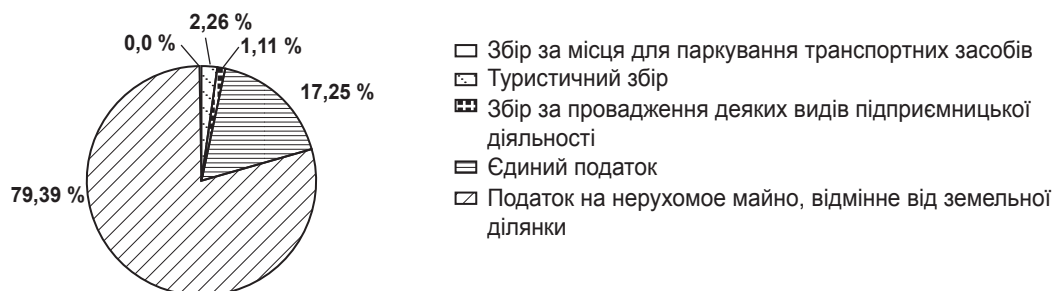 2,26 %
0,0 %
1,11 %
17,25 %
79,39 %
Збір за місця для паркування транспортних засобів
Туристичний збір
Збір за провадження деяких видів підприємницької
діяльності
Єдиний податок
Податок на нерухомое майно, відмінне від земельної
ділянки